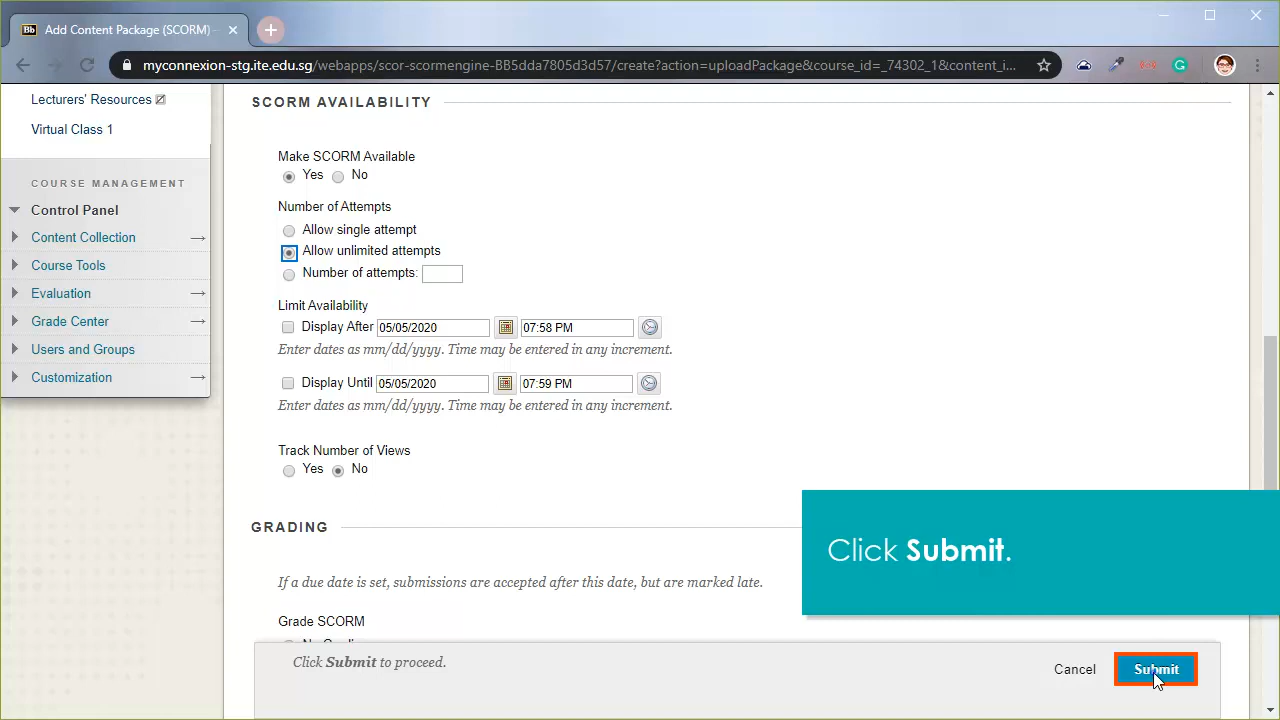 Bb Add Content Package (SCORM) –
myconnexion-stg.ite.edu.sg/webapps/scor-scormengine-BB5dda7805d3d57/create?action=uploadPackage&course_id=_74302_1&content_i...
Lecturers' Resources
Virtual Class 1
COURSE MANAGEMENT
Control Panel
Content Collection
Course Tools
Evaluation
Grade Center
Users and Groups
Customization
SCORM AVAILABILITY
Make SCORM Available
Yes No
Number of Attempts
Allow single attempt
Allow unlimited attempts
Number of attempts:
Limit Availability
Display After 05/05/2020 07:58 PM
Enter dates as mm/dd/yyyy. Time may be entered in any increment.
Display Until 05/05/2020 07:59 PM
Enter dates as mm/dd/yyyy. Time may be entered in any increment.
Track Number of Views
Yes No
GRADING
If a due date is set, submissions are accepted after this date, but are marked late.
Grade SCORM
Click Submit.
Click Submit to proceed.
Cancel Submit